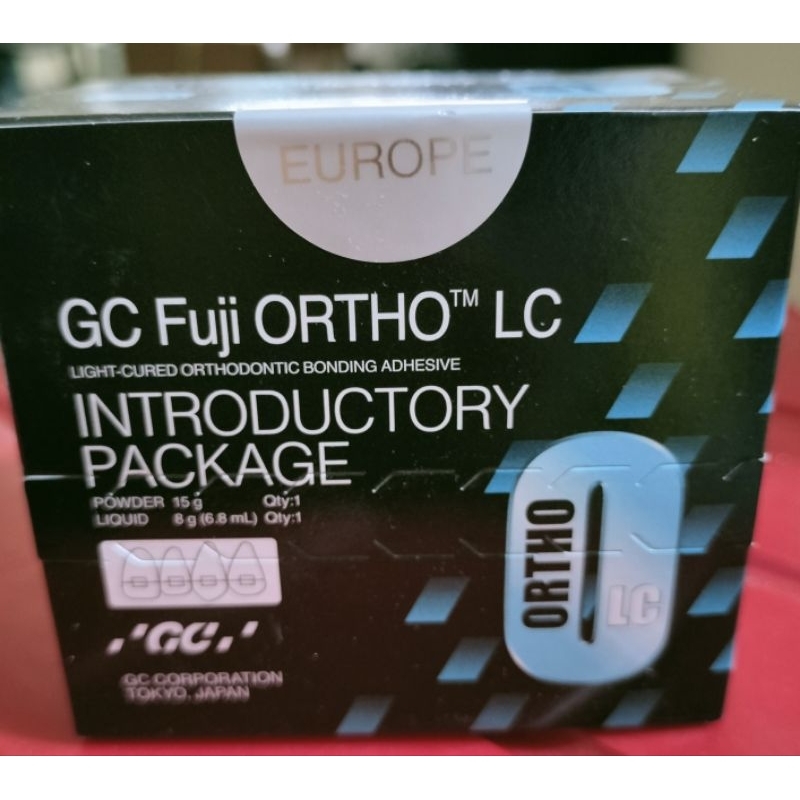 EUROPE
GC Fuji ORTHO™ LC
LIGHT-CURED ORTHODONTIC BONDING ADHESIVE
INTRODUCTORY
PACKAGE
POWDER 15 g Qty:1
LIQUID 8 g (6.8 mL) Qty:1
ORTHO
LC
'GC,'
GC CORPORATION
TOKYO, JAPAN